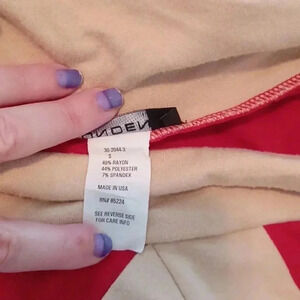 30-2044-3
S
49% RAYON
44% POLYESTER
7% SPANDEX
MADE IN USA
RN# 85224
SEE REVERSE SIDE
FOR CARE INFO